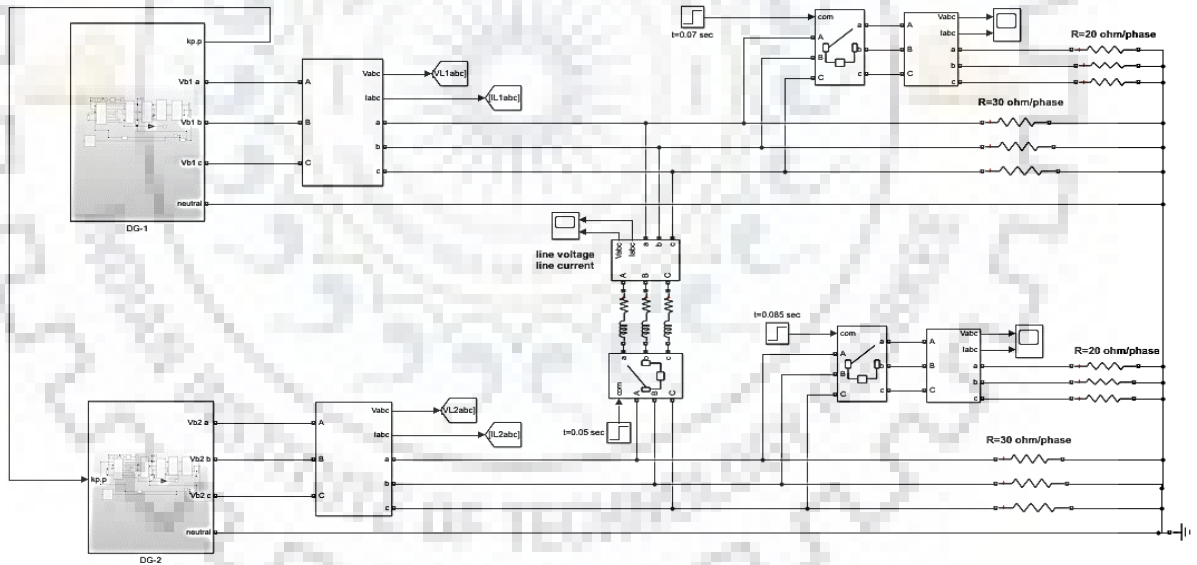 com
Vabc
t=0.07 sec
A
a
A
Iabc
kp.p
R=20 ohm/phase
B
b
B
a
b
C
c
C
c
Vb1 a
A
Vabc
[VL1abc]
Iabc
[IL1abc]
R=30 ohm/phase
Vb1 b
B
a
b
Vb1 c
C
c
neutral
DG-1
line voltage
line current
Vabc
Iabc
a
b
c
A
B
C
t=0.085 sec
com
Vabc
A
a
A
Iabc
R=20 ohm/phase
B
b
B
a
b
C
c
C
c
a
b
c
com
A
B
C
t=0.05 sec
Vb2 a
A
Vabc
[VL2abc]
Iabc
[IL2abc]
R=30 ohm/phase
Vb2 b
B
a
kp.p
b
Vb2 c
C
c
neutral
DG-2